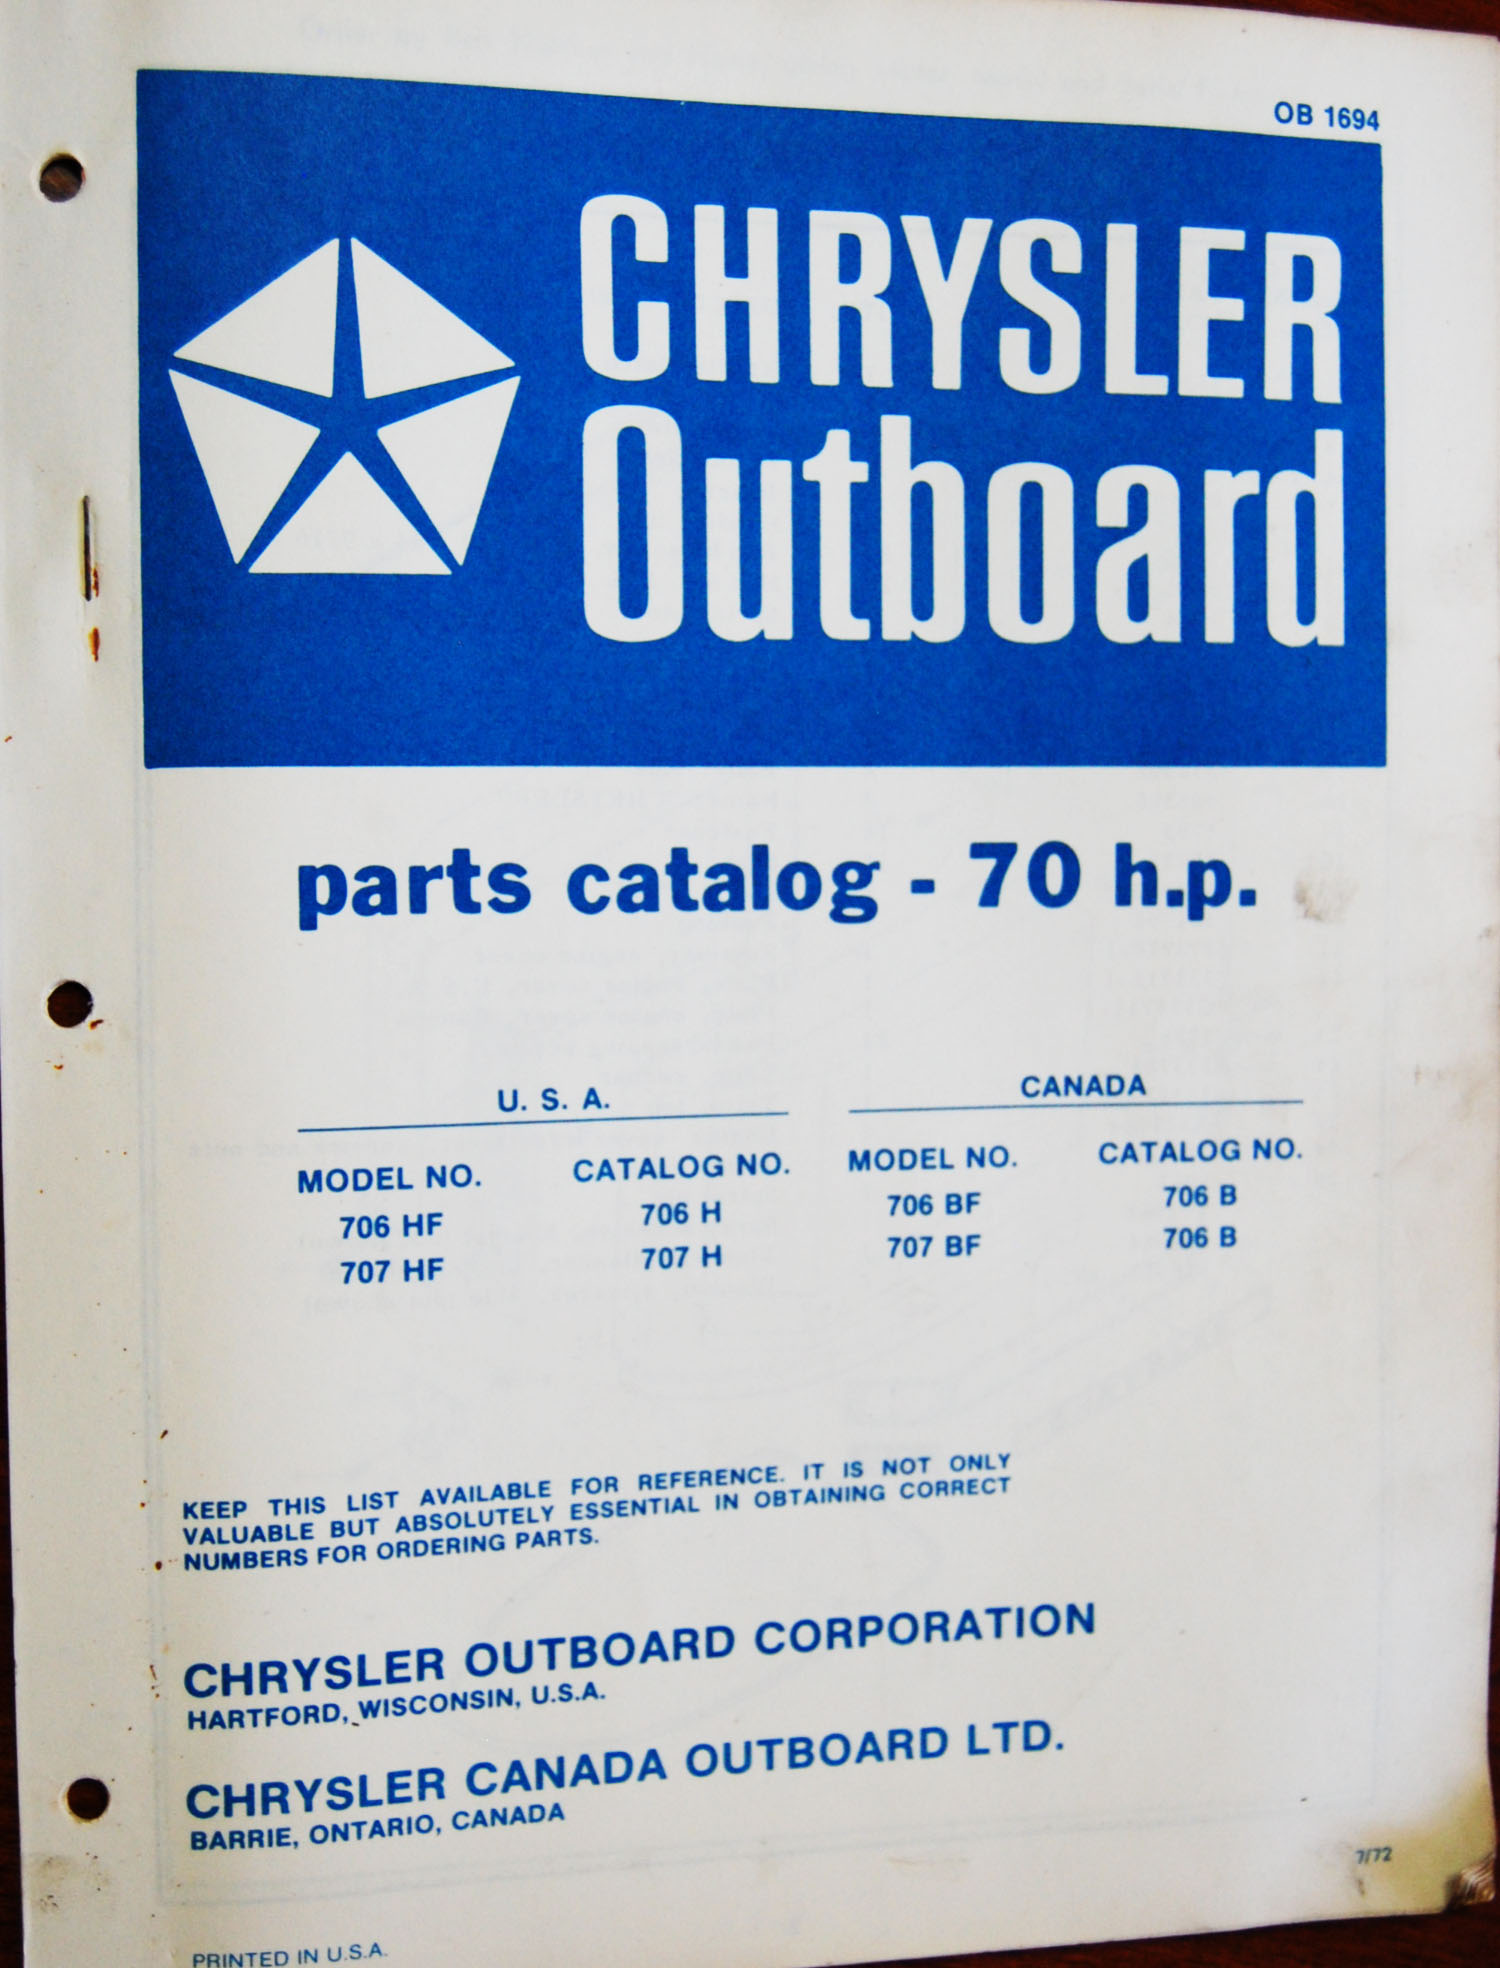 OB 1694
CHRYSLER
Outboard
parts catalog - 70 h.p.
U. S. A. CANADA
MODEL NO. CATALOG NO. MODEL NO. CATALOG NO.
706 HF 706 H 706 BF 706 B
707 HF 707 H 707 BF 706 B
KEEP THIS LIST AVAILABLE FOR REFERENCE. IT IS NOT ONLY
VALUABLE BUT ABSOLUTELY ESSENTIAL IN OBTAINING CORRECT
NUMBERS FOR ORDERING PARTS.
CHRYSLER OUTBOARD CORPORATION
HARTFORD, WISCONSIN, U.S.A.
CHRYSLER CANADA OUTBOARD LTD.
BARRIE, ONTARIO, CANADA
7/72
PRINTED IN U.S.A.